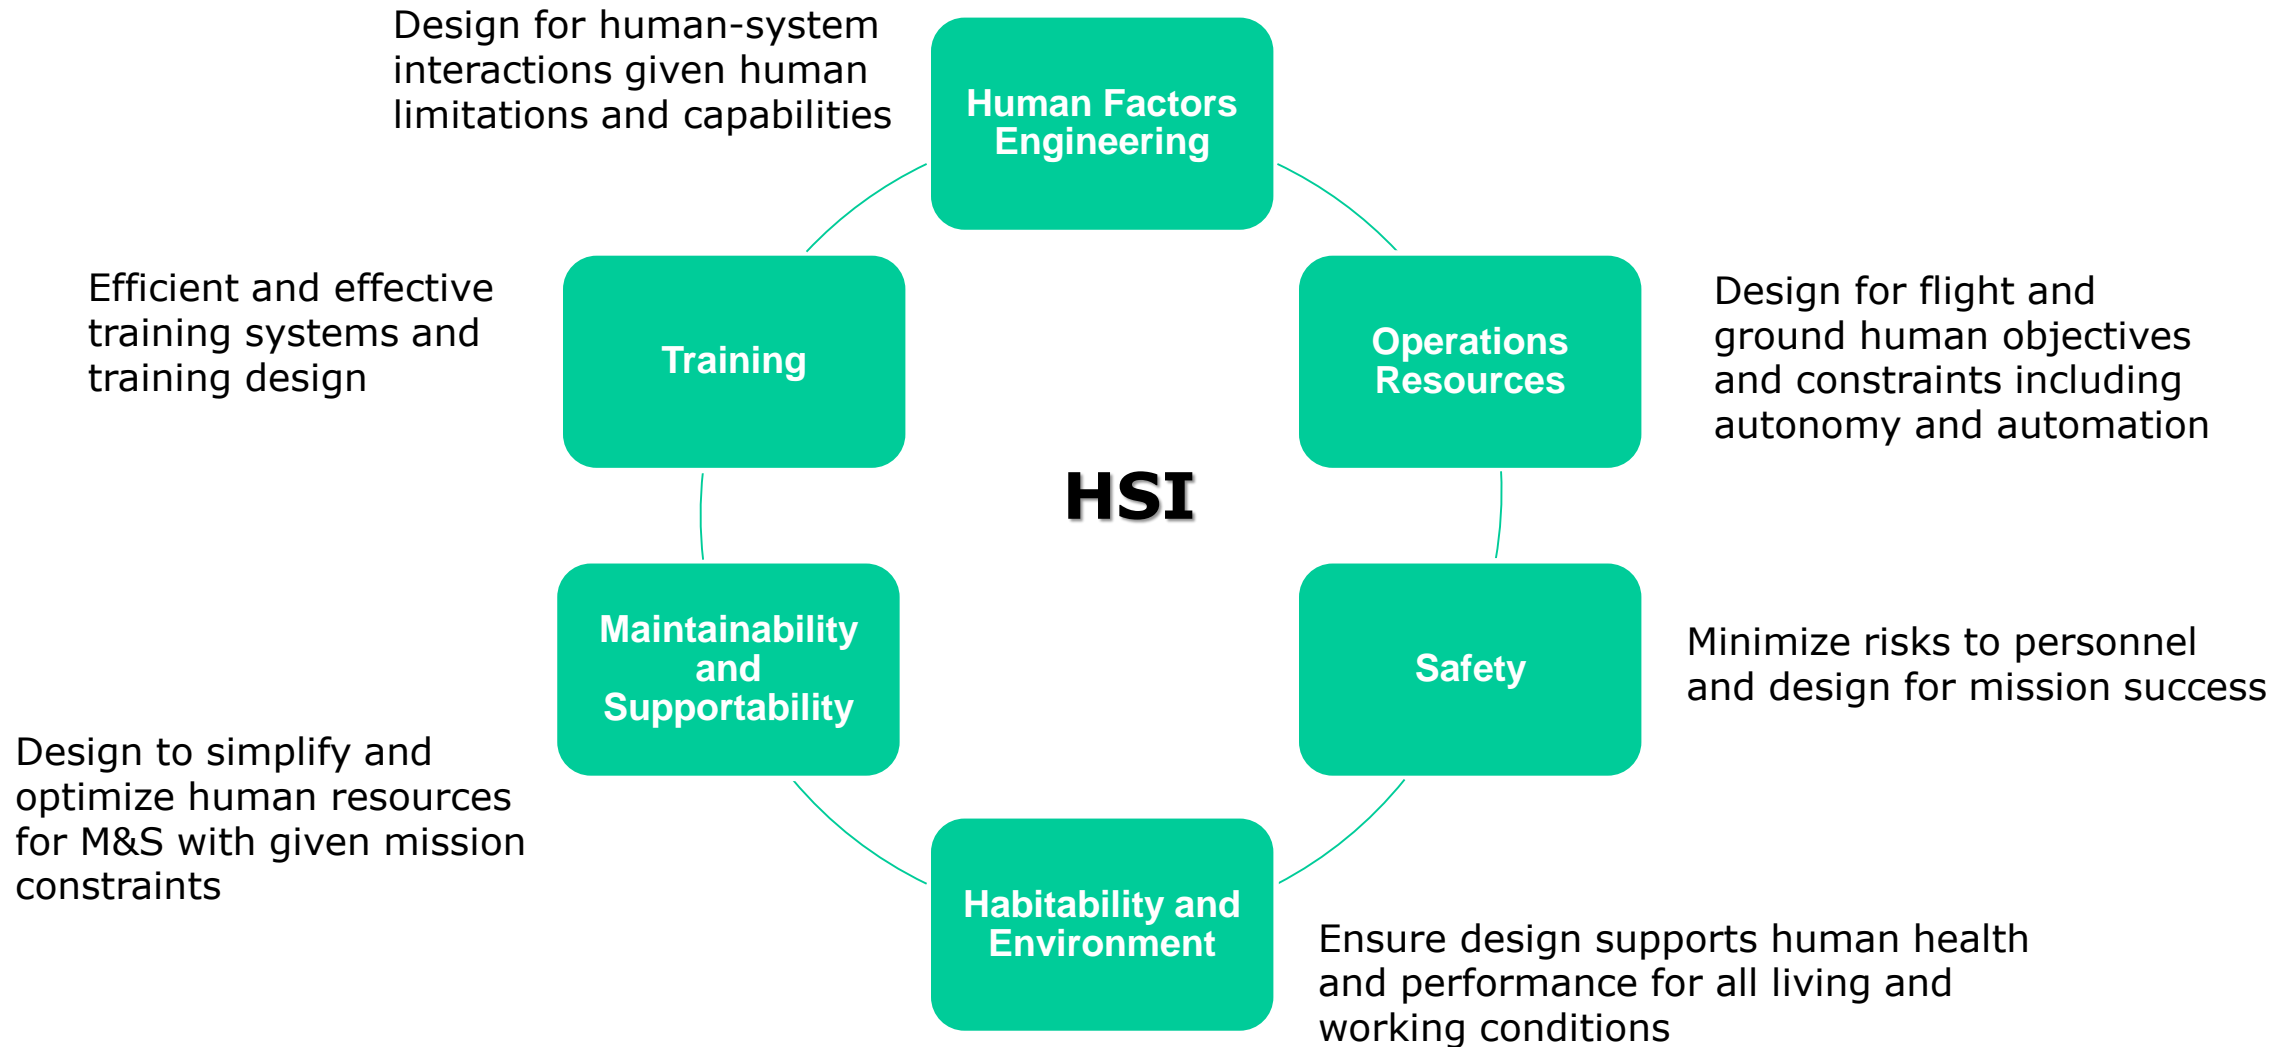 Design for human-system
interactions given human
limitations and capabilities
Human Factors
Engineering
Efficient and effective
training systems and
training design
Training
Operations
Resources
Design for flight and
ground human objectives
and constraints including
autonomy and automation
HSI
Maintainability
and
Supportability
Safety
Minimize risks to personnel
and design for mission success
Design to simplify and
optimize human resources
for M&S with given mission
constraints
Habitability and
Environment
Ensure design supports human health
and performance for all living and
working conditions